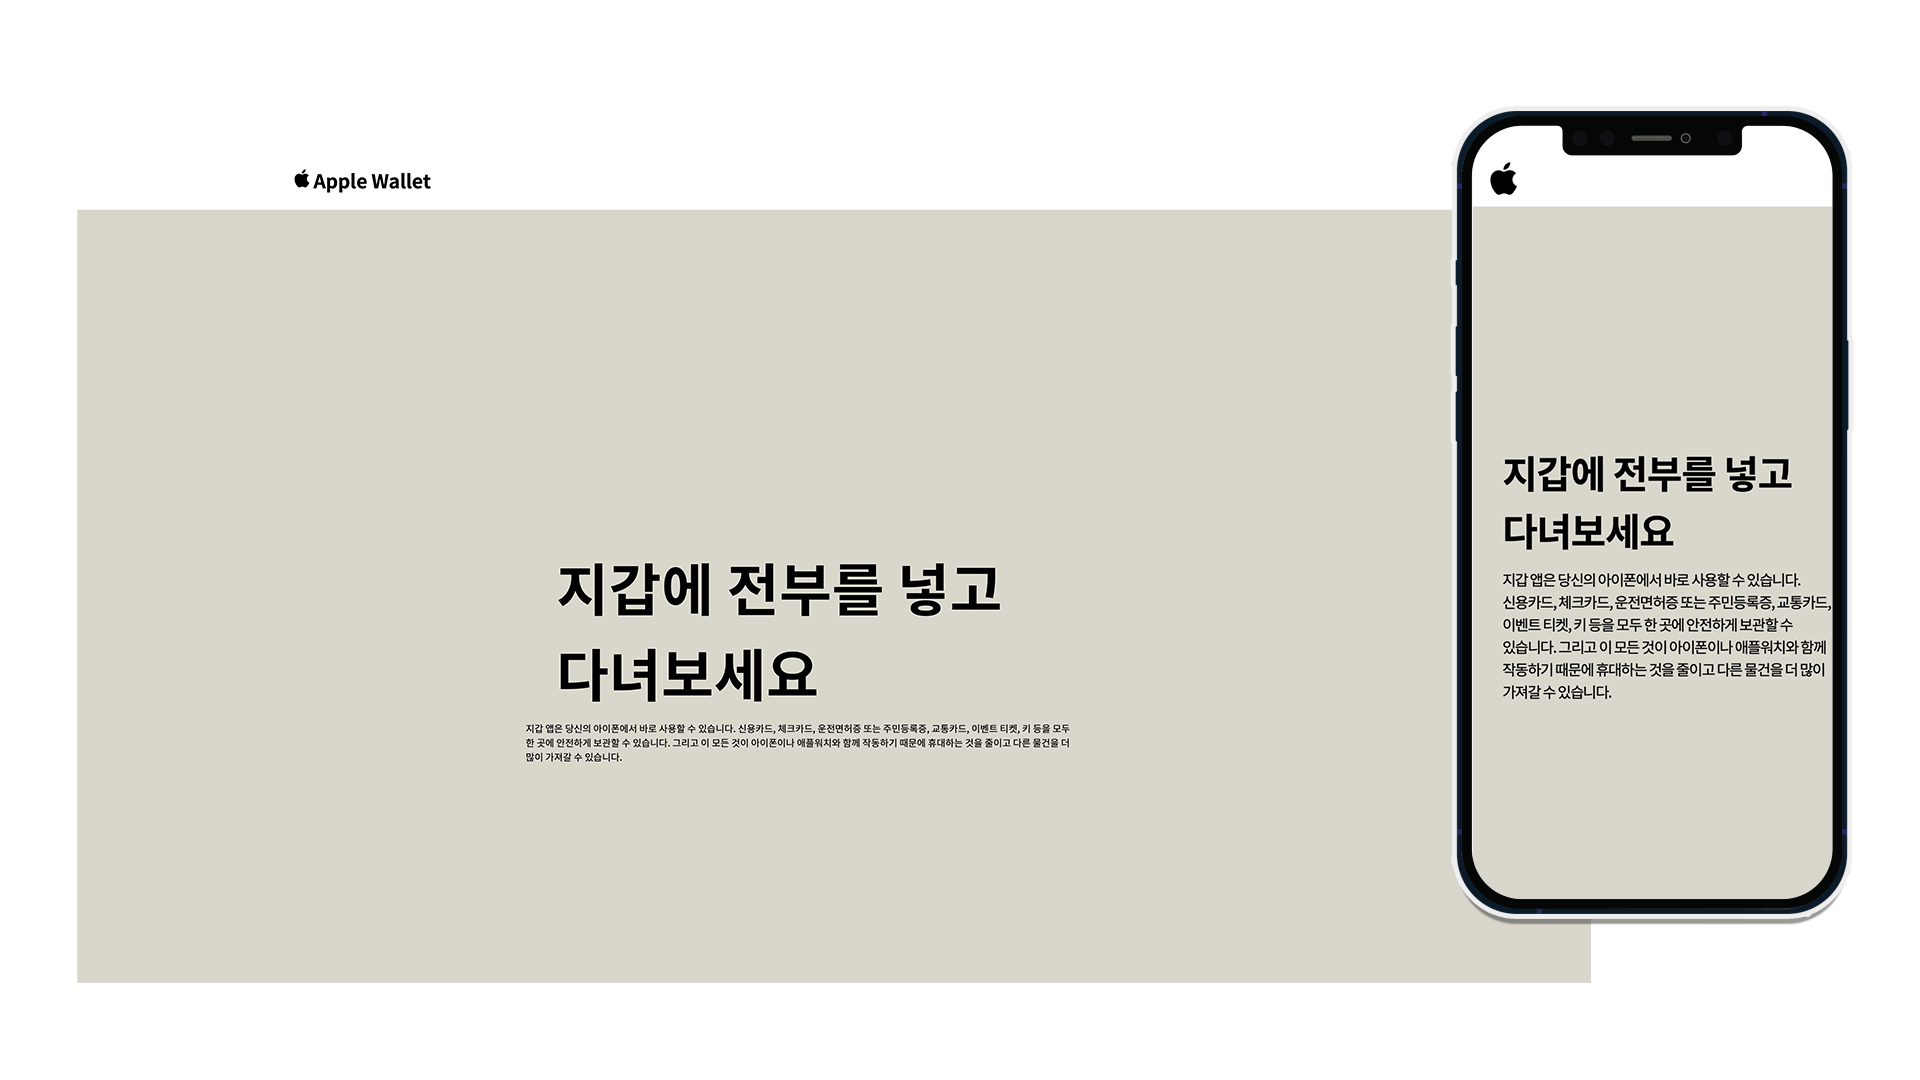 Apple Wallet
지갑에 전부를 넣고
다녀보세요
지갑 앱은 당신의 아이폰에서 바로 사용할 수 있습니다. 신용카드, 체크카드, 운전면허증 또는 주민등록증, 교통카드, 이벤트 티켓, 키 등을 모두
한 곳에 안전하게 보관할 수 있습니다. 그리고 이 모든 것이 아이폰이나 애플워치와 함께 작동하기 때문에 휴대하는 것을 줄이고 다른 물건을 더
많이 가져갈 수 있습니다.
지갑에 전부를 넣고
다녀보세요
지갑 앱은 당신의 아이폰에서 바로 사용할 수 있습니다.
신용카드, 체크카드, 운전면허증 또는 주민등록증, 교통카드,
이벤트 티켓, 키 등을 모두 한 곳에 안전하게 보관할 수
있습니다. 그리고 이 모든 것이 아이폰이나 애플워치와 함께
작동하기 때문에 휴대하는 것을 줄이고 다른 물건을 더 많이
가져갈 수 있습니다.